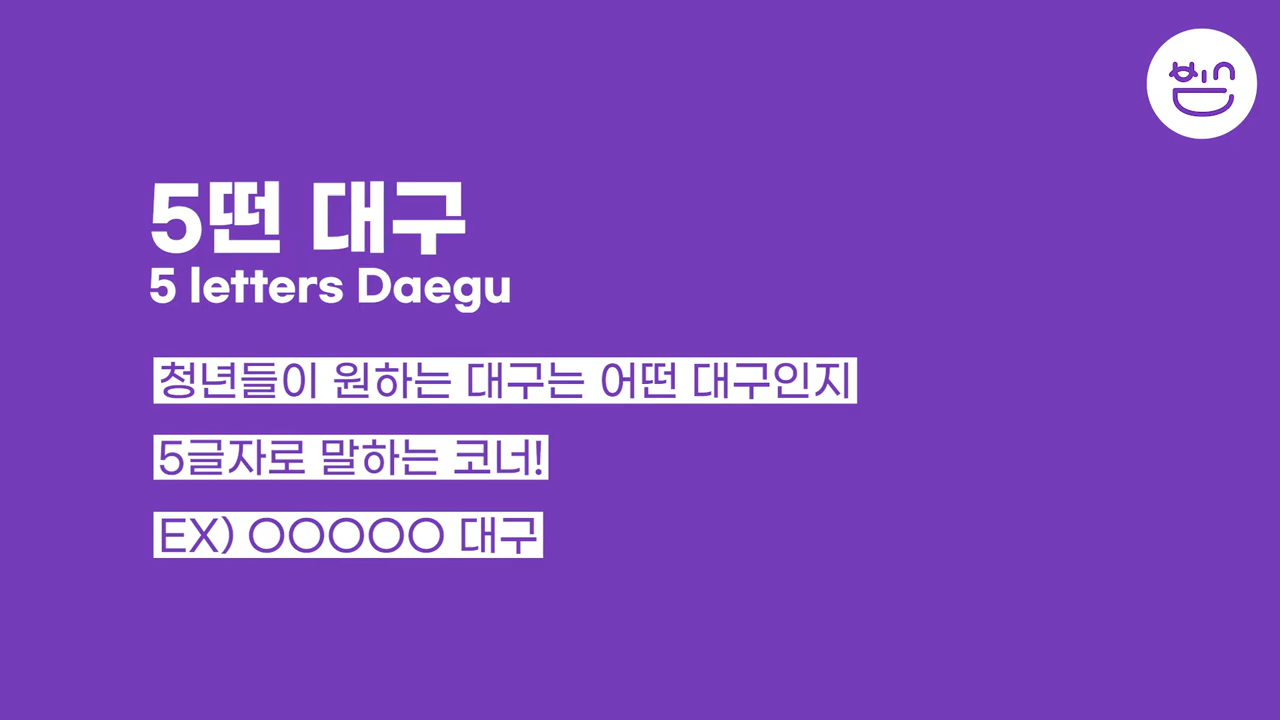 5떤 대구
5 letters Daegu
청년들이 원하는 대구는 어떤 대구인지
5글자로 말하는 코너!
EX) OOOOO 대구